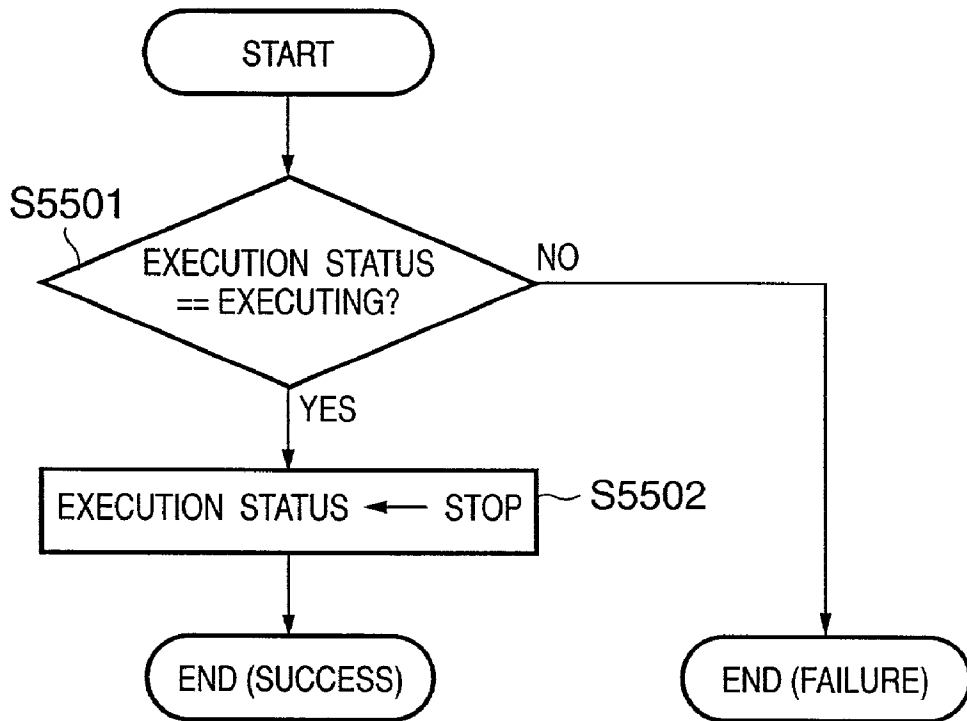 START
S5501
EXECUTION STATUS
== EXECUTING?
NO
YES
EXECUTION STATUS ← STOP
S5502
END (SUCCESS)
END (FAILURE)